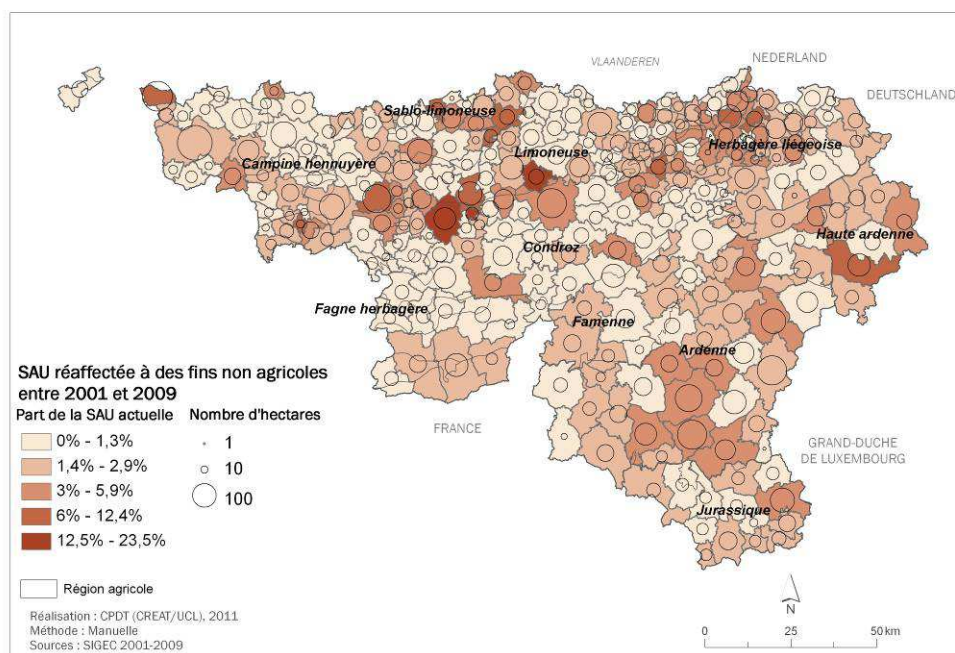 NEDERLAND
VLAANDEREN
DEUTSCHLAND
Sablo-limoneuse
Herbagère liégeoise
Limoneuse
Campine hennuyère
Haute ardenne
Condroz
Fagne herbagère
Famenne
Ardenne
FRANCE
GRAND-DUCHE
DE LUXEMBOURG
Jurassique
SAU réaffectée à des fins non agricoles
entre 2001 et 2009
Part de la SAU actuelle
0% - 1,3%
1,4% - 2,9%
3% - 5,9%
6% - 12,4%
12,5% - 23,5%
Nombre d'hectares
1
10
100
Région agricole
Réalisation : CPDT (CREAT/UCL), 2011
Méthode : Manuelle
Sources : SIGEC 2001-2009
N
0 25 50 km